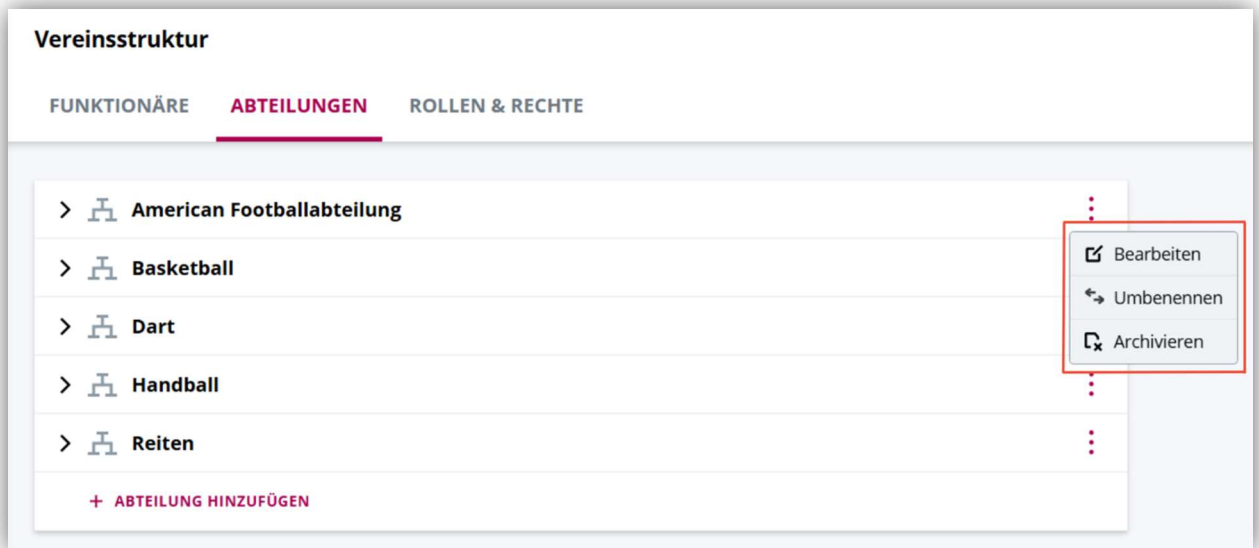 Vereinsstruktur
FUNKTIONÄRE ABTEILUNGEN ROLLEN & RECHTE
American Footballabteilung
Basketball
Dart
Handball
Reiten
+ ABTEILUNG HINZUFÜGEN
Bearbeiten
Umbenennen
Archivieren